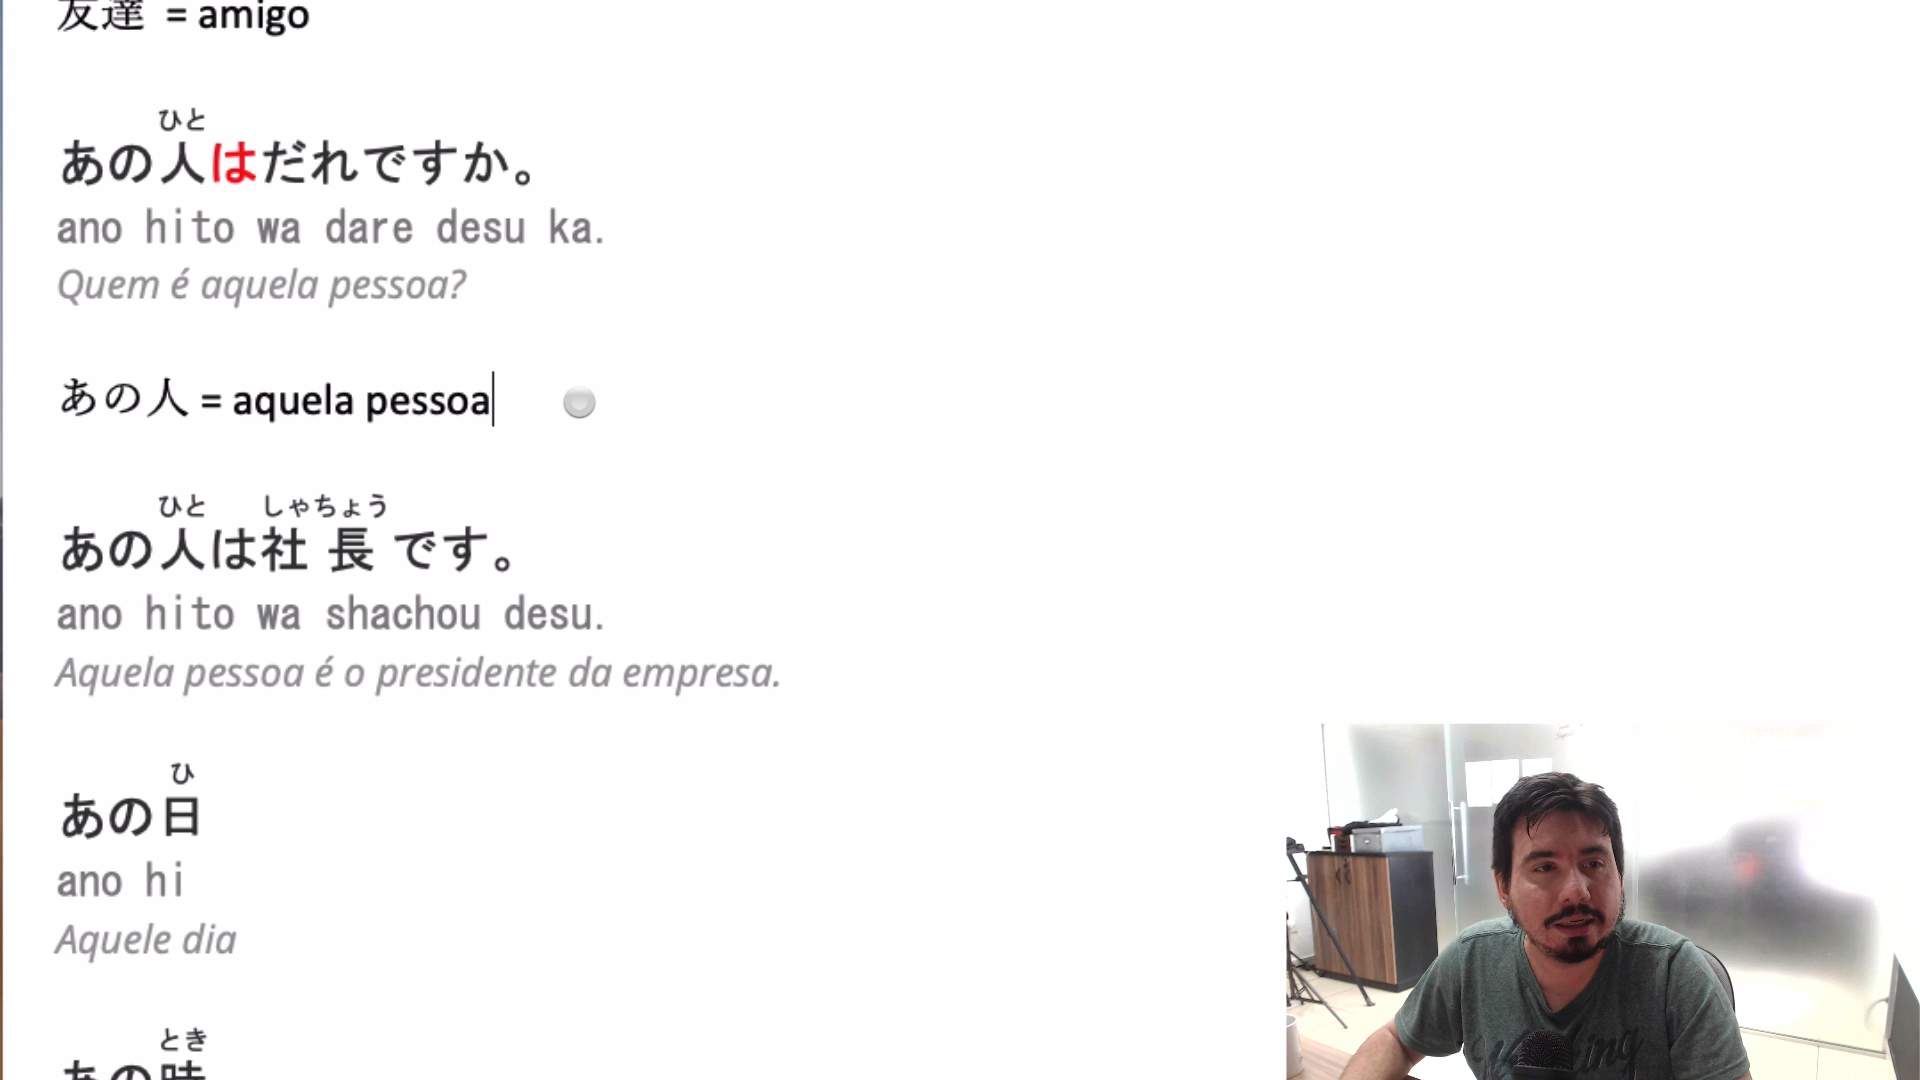 友達 = amigo
ひと
あの人はだれですか。
ano hito wa dare desu ka.
Quem é aquela pessoa?
あの人 = aquela pessoa
ひと しゃちょう
あの人は社長です。
ano hito wa shachou desu.
Aquela pessoa é o presidente da empresa.
ひ
あの日
ano hi
Aquele dia
とき
あの時